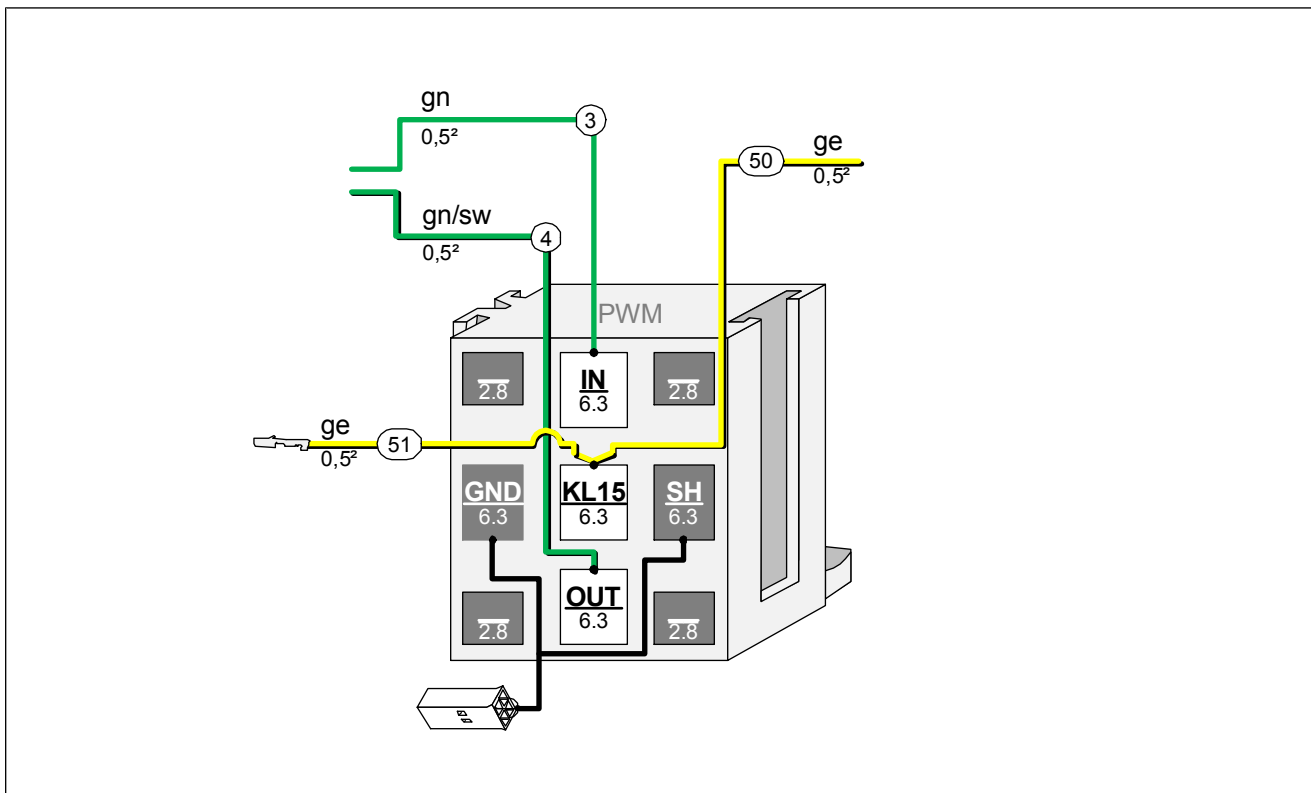 gn
3
0,5²
50
ge
0,5²
gn/sw
4
0,5²
PWM
2.8
IN
6.3
2.8
ge
51
0,5²
GND
6.3
KL15
6.3
SH
6.3
2.8
OUT
6.3
2.8